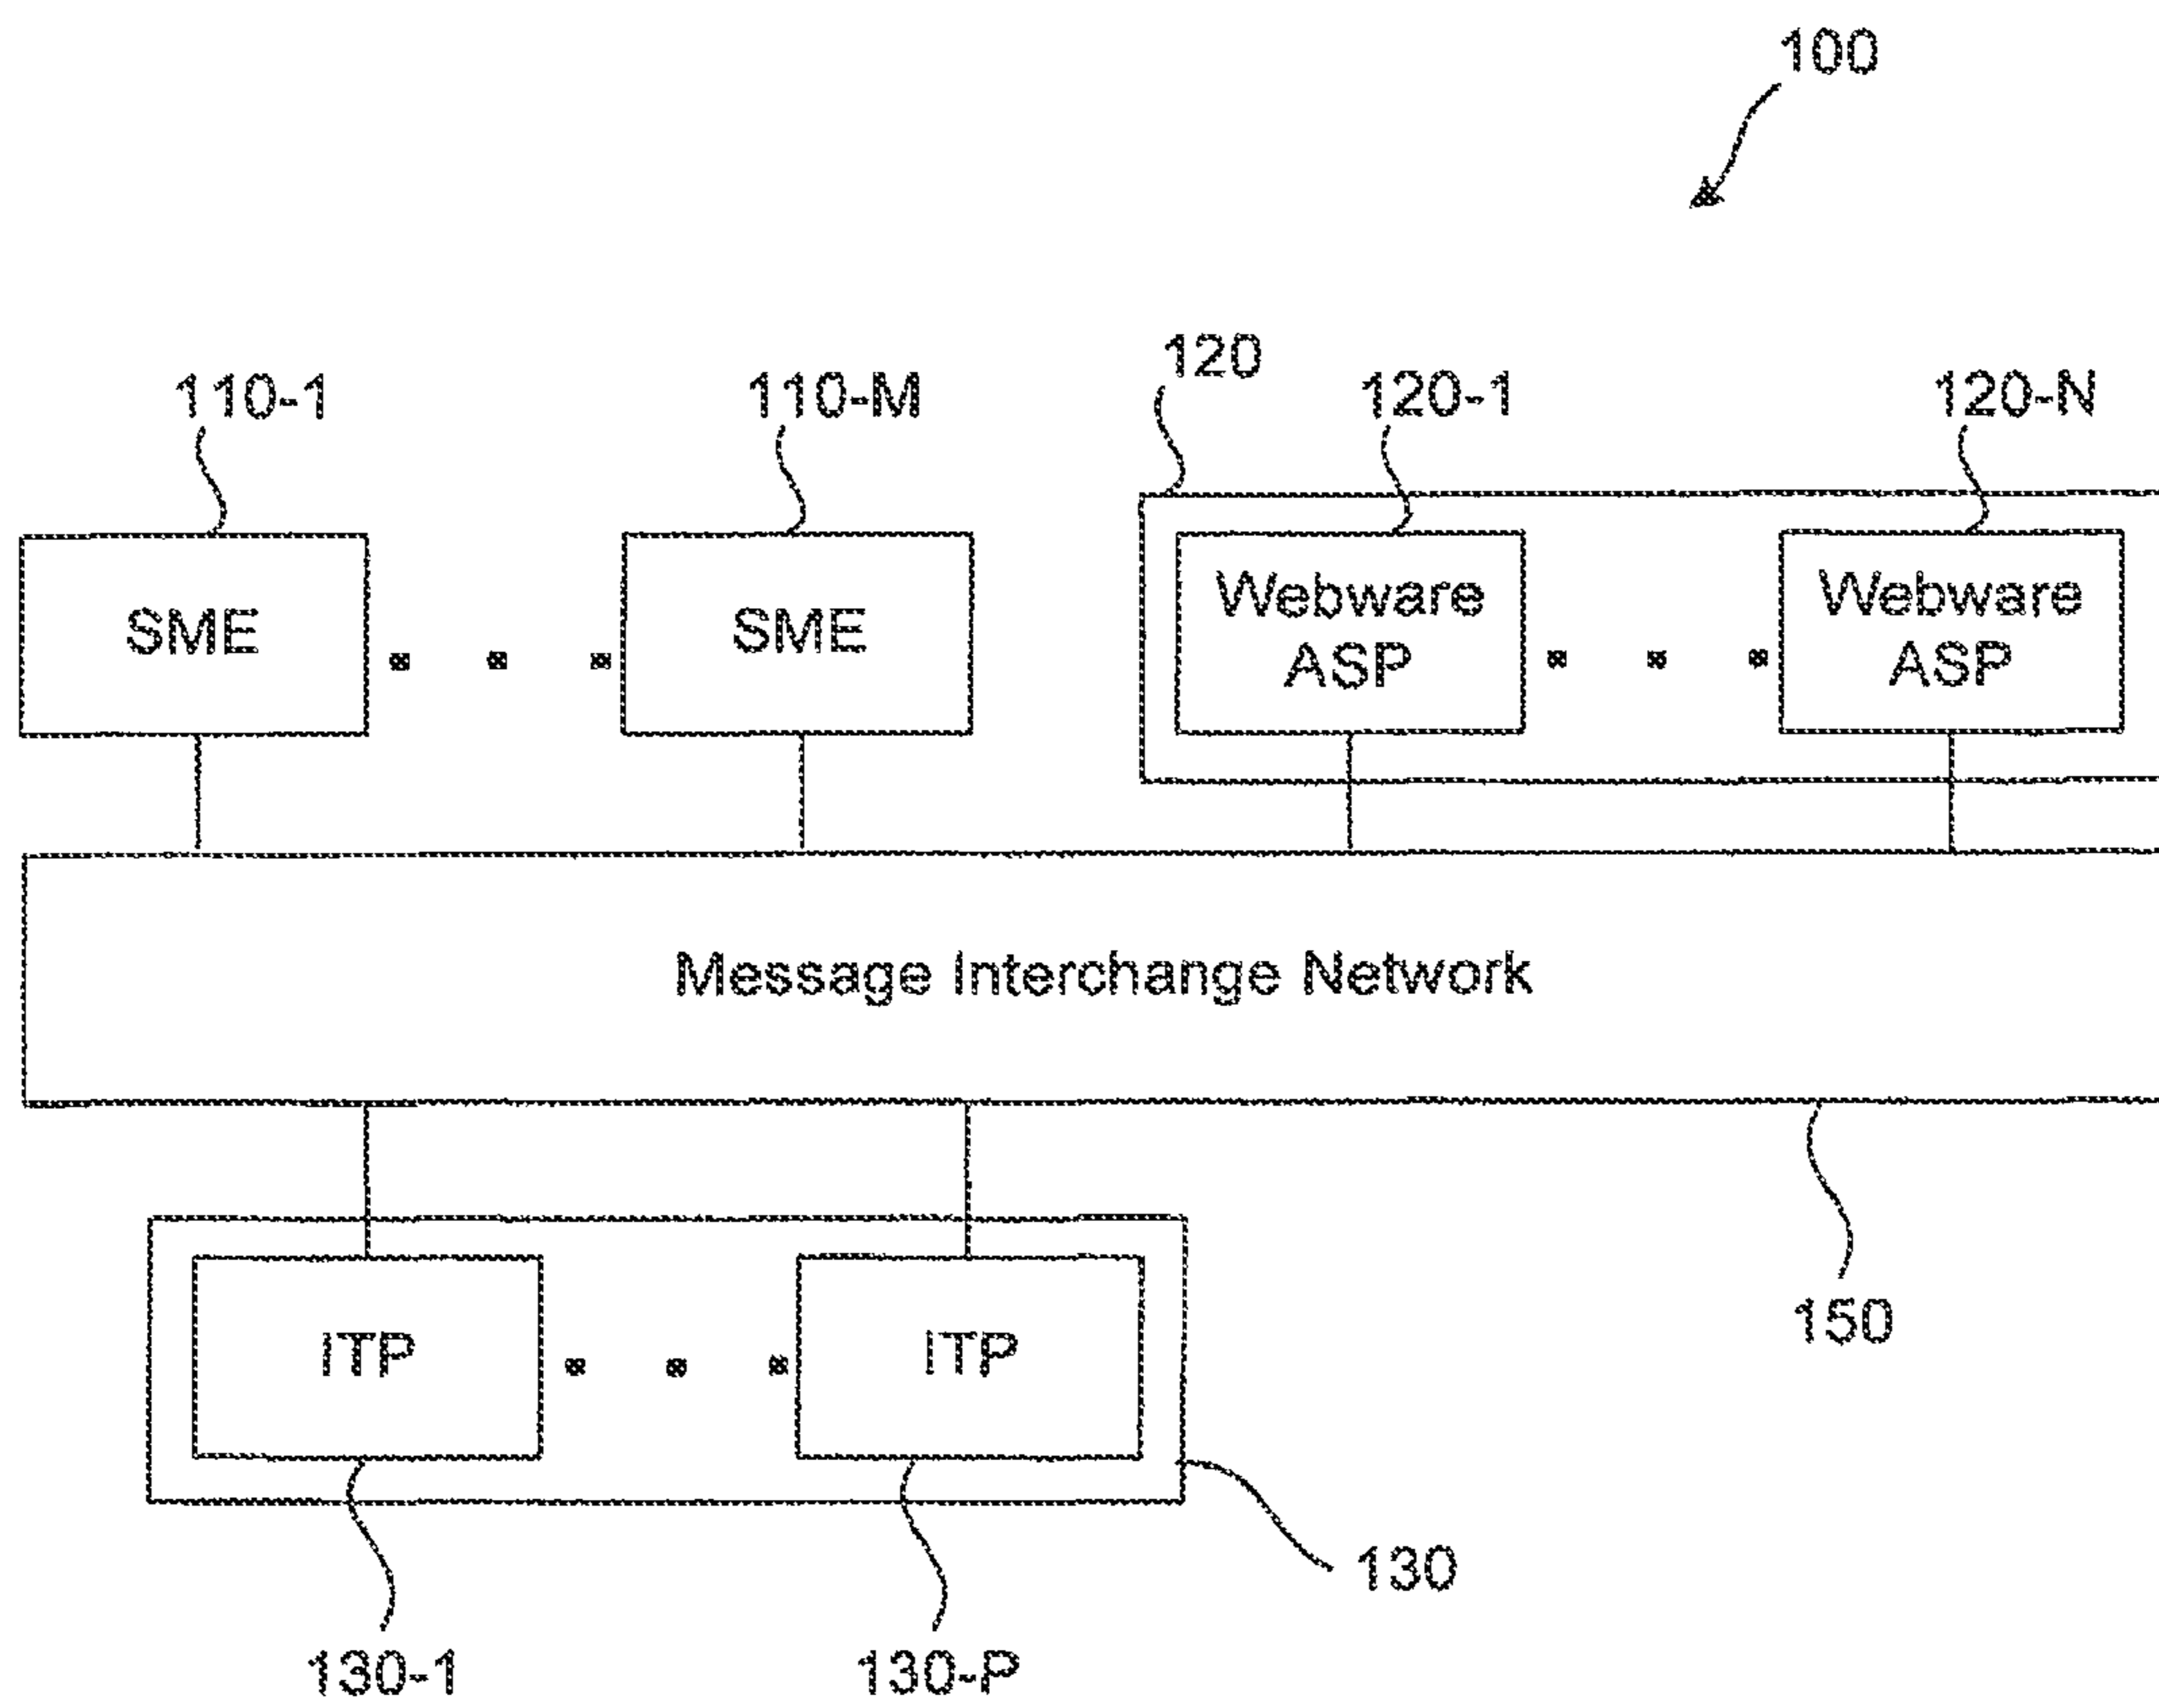 100
120
110-1
110-M
120-1
120-N
SME
SME
Webware
ASP
Webware
ASP
Message Interchange Network
150
ITP
ITP
130
130-1
130-P